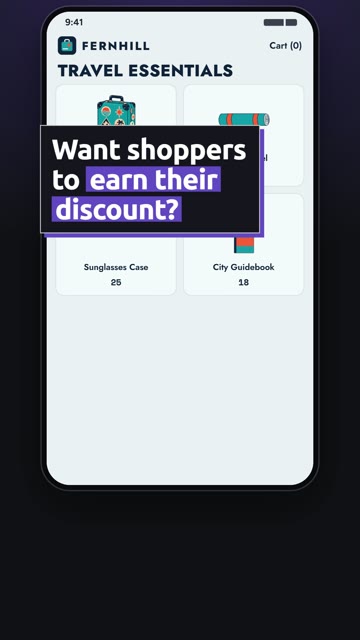 9:41
FERNHILL
Cart (0)
TRAVEL ESSENTIALS
Want shoppers
to earn their
discount?
Sunglasses Case
City Guidebook
25
18